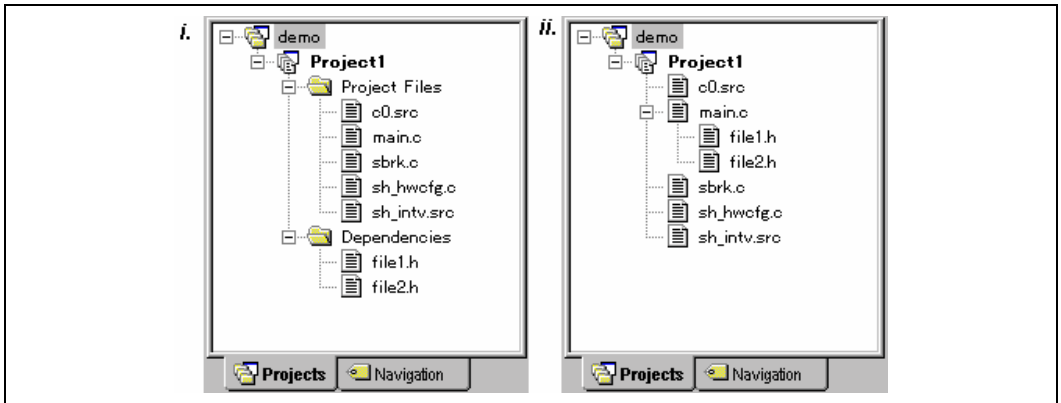 i.
demo
Project1
Project Files
c0.src
main.c
sbrk.c
sh_hwcfg.c
sh_intv.src
Dependencies
file1.h
file2.h
Projects
Navigation
ii.
demo
Project1
c0.src
main.c
file1.h
file2.h
sbrk.c
sh_hwcfg.c
sh_intv.src
Projects
Navigation